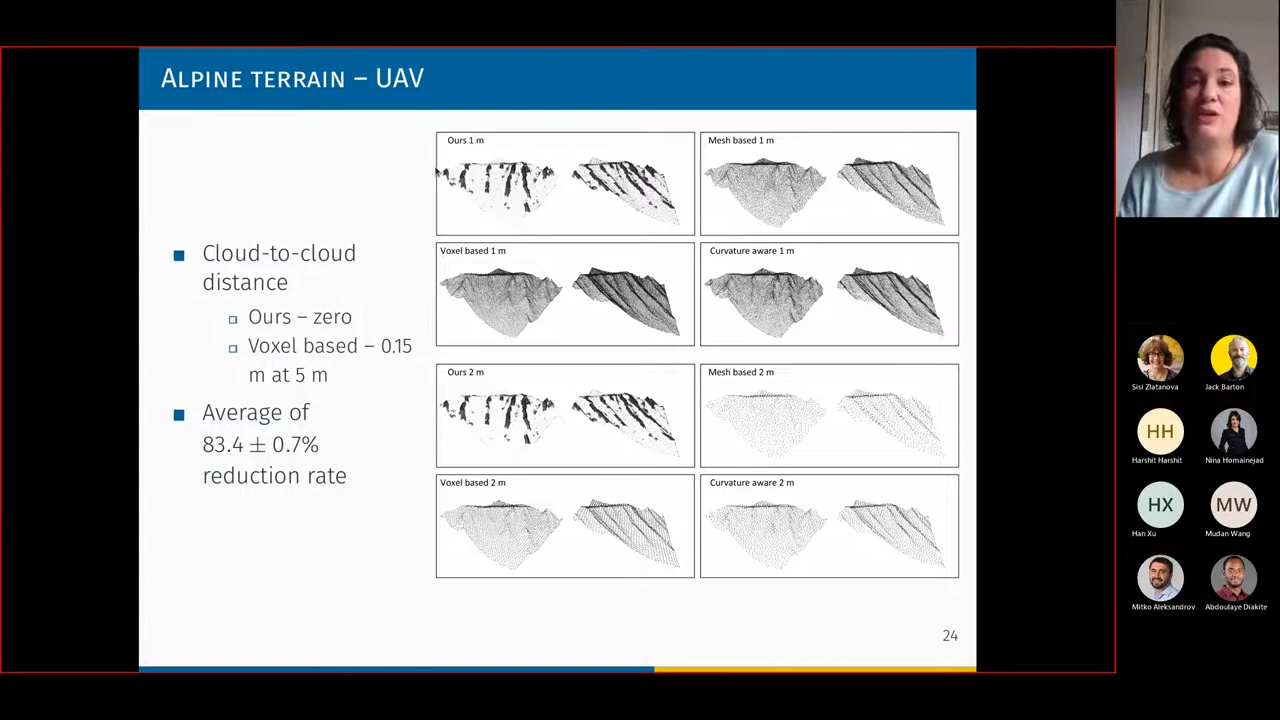 ALPINE TERRAIN – UAV
Cloud-to-cloud
distance
Ours – zero
Voxel based – 0.15
m at 5 m
Average of
83.4 ± 0.7%
reduction rate
Ours 1 m
Mesh based 1 m
Voxel based 1 m
Curvature aware 1 m
Ours 2 m
Mesh based 2 m
Voxel based 2 m
Curvature aware 2 m
24
Sisi Zlatanova
Jack Barton
HH
Harshit Harshit
Nina Homainejad
HX
Han Xu
MW
Mudan Wang
Mitko Aleksandrov
Abdoulaye Diakite